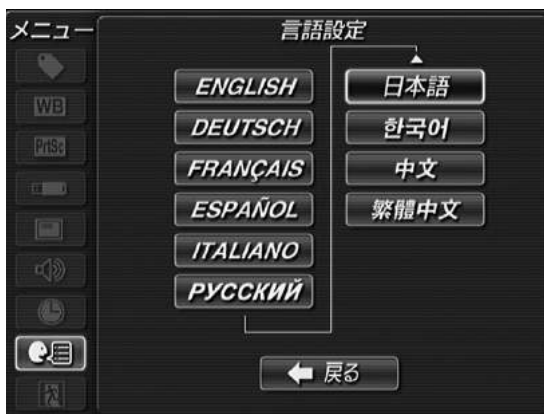 メニュー
言語設定
WB
PrtSc
ENGLISH
DEUTSCH
FRANÇAIS
ESPAÑOL
ITALIANO
РУССКИЙ
日本語
한국어
中文
繁體中文
戻る